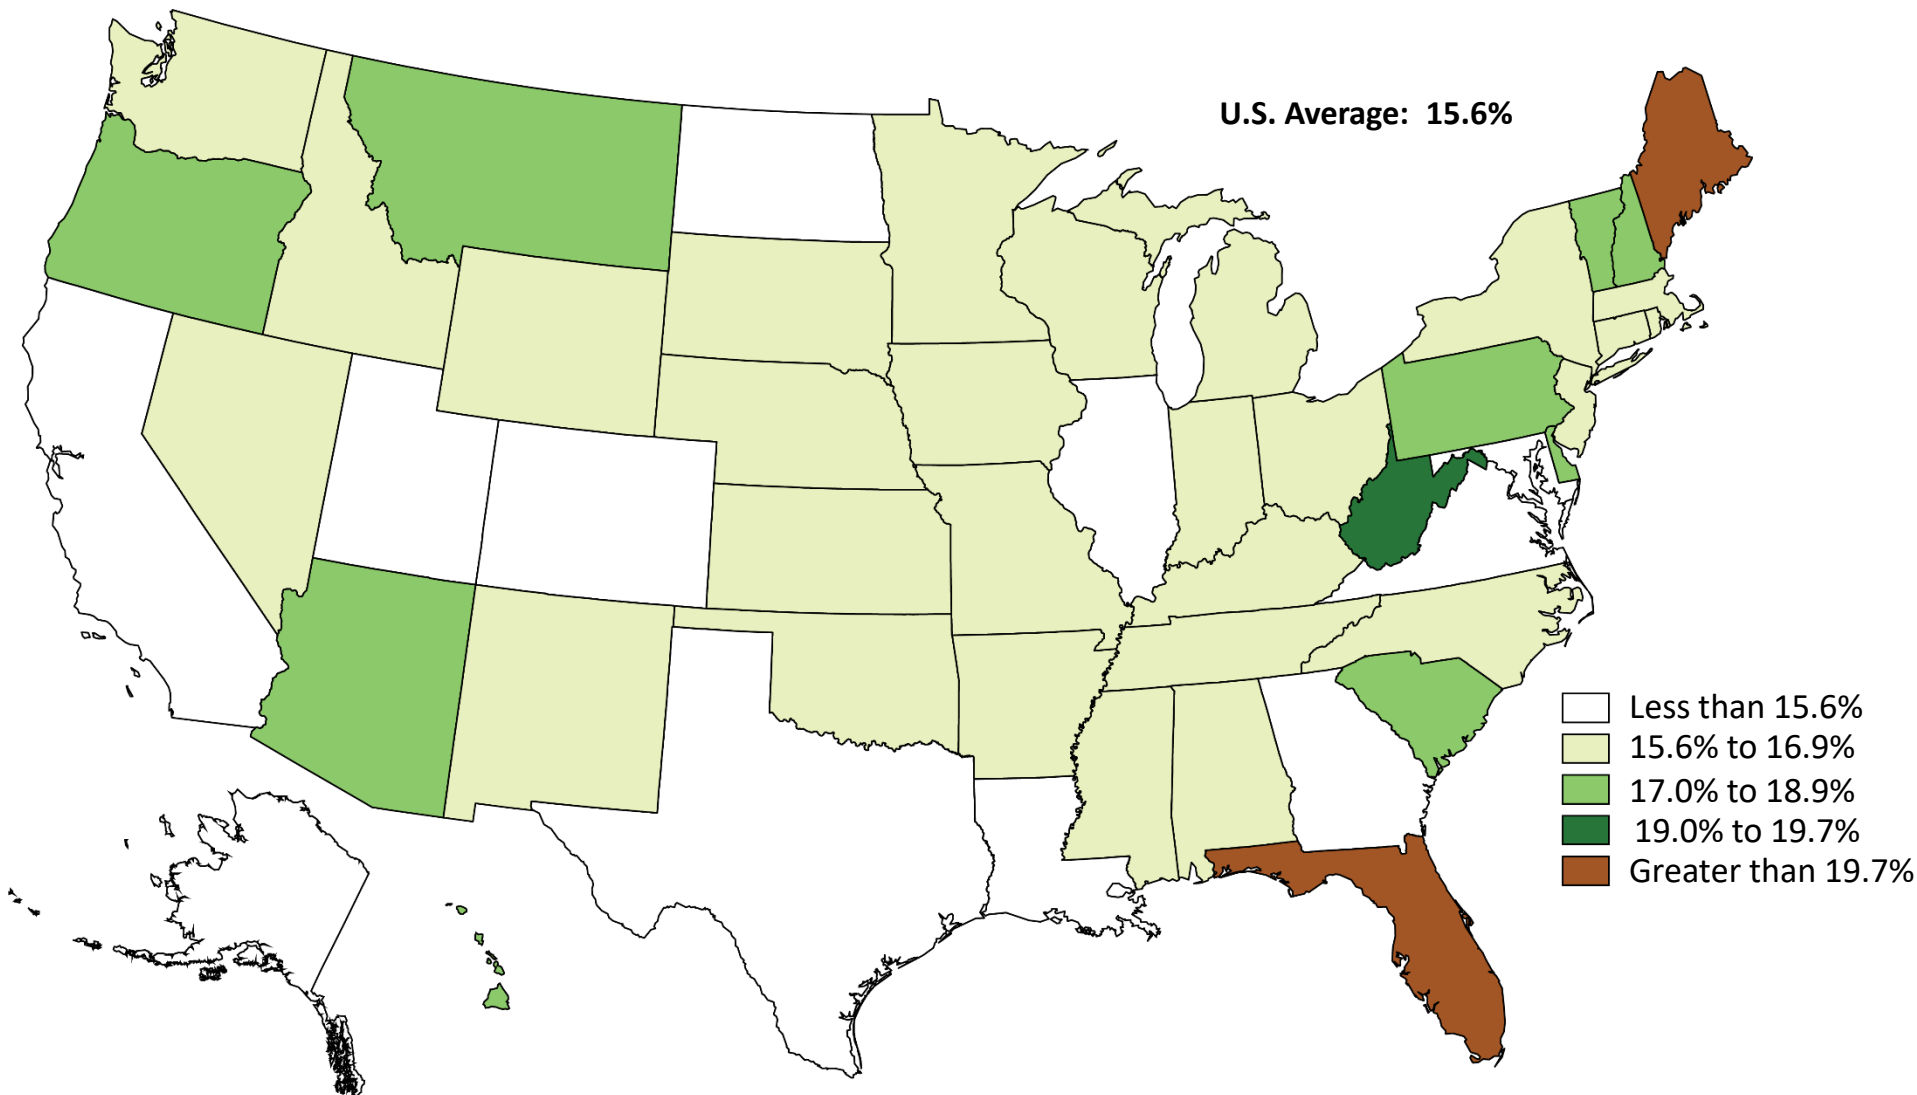 U.S. Average: 15.6%
Less than 15.6%
15.6% to 16.9%
17.0% to 18.9%
19.0% to 19.7%
Greater than 19.7%